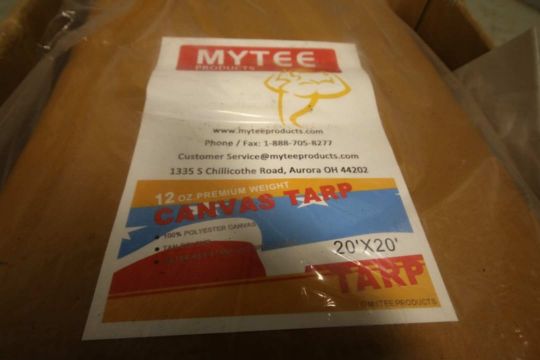 MYTEE
PRODUCTS
www.myteeproducts.com
Phone / Fax: 1-888-705-8277
Customer Service@myteeproducts.com
1335 S Chillicothe Road, Aurora OH 44202
12 OZ.PREMIUM WEIGHT
CANVAS TARP
100% POLYESTER CANVAS
20'X20'
TARP
©MYTEE PRODUCTS